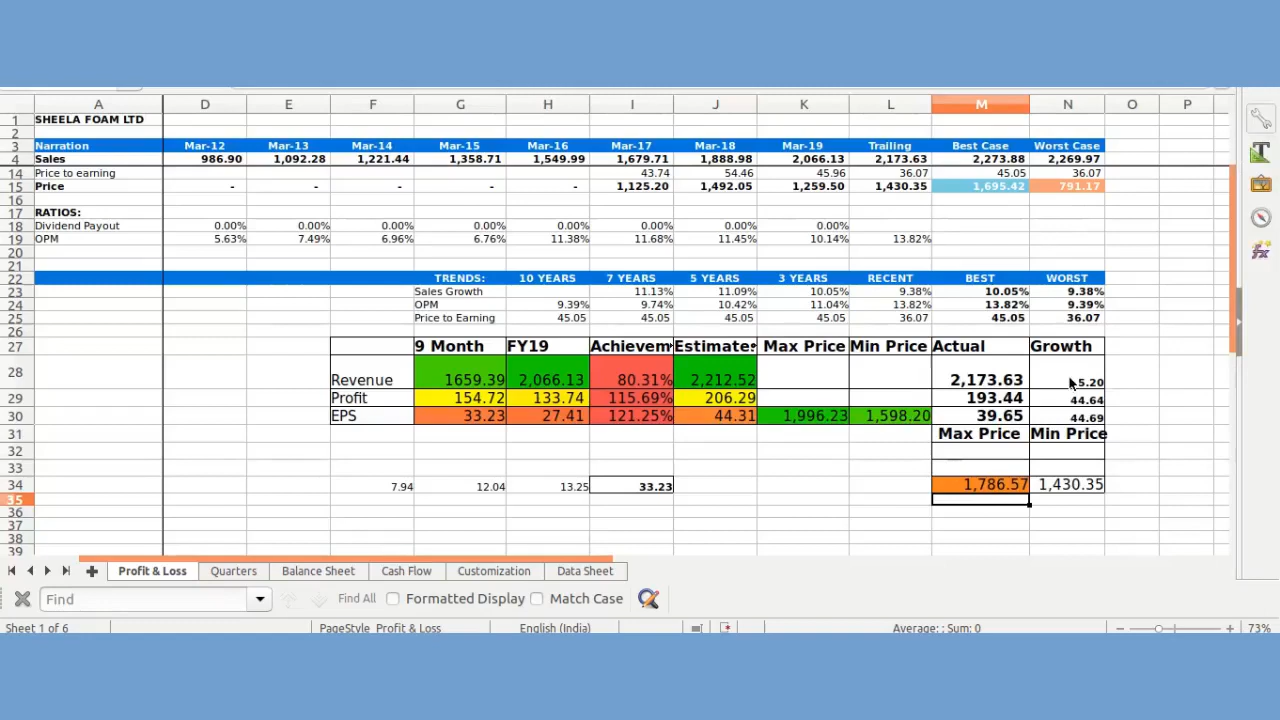 A D E F G H I J K L M N O P
1 SHEELA FOAM LTD
2
3 Narration Mar-12 Mar-13 Mar-14 Mar-15 Mar-16 Mar-17 Mar-18 Mar-19 Trailing Best Case Worst Case
4 Sales 986.90 1,092.28 1,221.44 1,358.71 1,549.99 1,679.71 1,888.98 2,066.13 2,173.63 2,273.88 2,269.97
14 Price to earning 43.74 54.46 45.96 36.07 45.05 36.07
15 Price - - - - - 1,125.20 1,492.05 1,259.50 1,430.35 1,695.42 791.17
16
17 RATIOS:
18 Dividend Payout 0.00% 0.00% 0.00% 0.00% 0.00% 0.00% 0.00% 0.00%
19 OPM 5.63% 7.49% 6.96% 6.76% 11.38% 11.68% 11.45% 10.14% 13.82%
20
21
22 TRENDS: 10 YEARS 7 YEARS 5 YEARS 3 YEARS RECENT BEST WORST
23 Sales Growth 11.13% 11.09% 10.05% 9.38% 10.05% 9.38%
24 OPM 9.39% 9.74% 10.42% 11.04% 13.82% 13.82% 9.39%
25 Price to Earning 45.05 45.05 45.05 45.05 36.07 45.05 36.07
26
27 9 Month FY19 Achievem Estimates Max Price Min Price Actual Growth
28 Revenue 1659.39 2,066.13 80.31% 2,212.52 2,173.63 5.20
29 Profit 154.72 133.74 115.69% 206.29 193.44 44.64
30 EPS 33.23 27.41 121.25% 44.31 1,996.23 1,598.20 39.65 44.69
31 Max Price Min Price
32
33
34 7.94 12.04 13.25 33.23 1,786.57 1,430.35
35
36
37
38
39
Profit & Loss Quarters Balance Sheet Cash Flow Customization Data Sheet
Find Find All Formatted Display Match Case
Sheet 1 of 6 PageStyle Profit & Loss English (India) Average: ; Sum: 0 73%